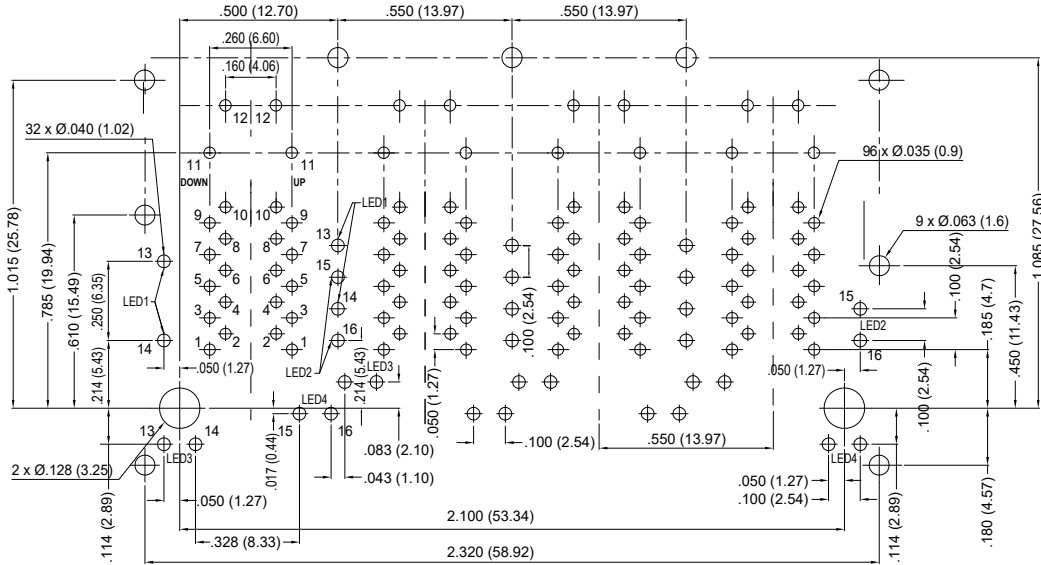 .500 (12.70)
.550 (13.97)
.550 (13.97)
.260 (6.60)
.160 (4.06)
32 x Ø.040 (1.02)
12 12
11
11
DOWN
UP
96 x Ø.035 (0.9)
9 x Ø.063 (1.6)
1.015 (25.78)
.785 (19.94)
.610 (15.49)
.250 (6.35)
.214 (5.43)
.114 (2.89)
LED1
13
14
9 10 10 9
7 8 8 7
5 6 6 5
3 4 4 3
1 2 2 1
LED1
13
15
14
16
LED2
.214 (5.43)
LED3
.050 (1.27)
.100 (2.54)
.100 (2.54)
15
LED2
16
.185 (4.7)
.450 (11.43)
1.085 (27.56)
.050 (1.27)
.050 (1.27)
.100 (2.54)
13
14
LED3
LED4
15
16
.017 (0.44)
.083 (2.10)
.043 (1.10)
.100 (2.54)
.550 (13.97)
LED4
2 x Ø.128 (3.25)
.050 (1.27)
.050 (1.27)
.100 (2.54)
.114 (2.89)
.180 (4.57)
.328 (8.33)
2.100 (53.34)
2.320 (58.92)